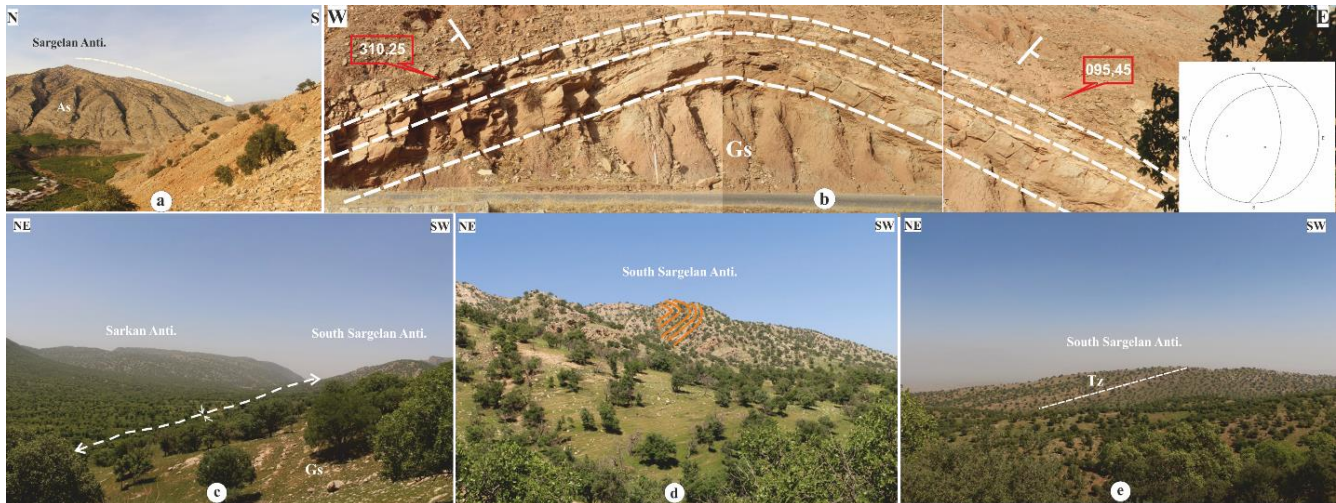 N
S
Sargelan Anti.
As
a
W
E
310,25
095,45
Gs
b
N
W
E
S
NE
SW
Sarkan Anti.
South Sargelan Anti.
Gs
c
NE
SW
South Sargelan Anti.
d
NE
SW
South Sargelan Anti.
Tz
e